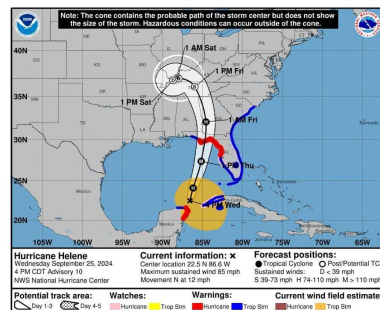 Note: The cone contains the probable path of the storm center but does not show
the size of the storm. Hazardous conditions can occur outside of the cone.
NOAA
1 AM Sat
40N
1 PM Fri
1 PM Sat
35N
1 AM Fri
30N
1 PM Thu
25N
Mexico
1 PM Wed
20N
Mexico
105W 100W 95W 90W 85W 80W 75W 70W 65W
Hurricane Helene
Wednesday September 25, 2024
4 PM CDT Advisory 10
NWS National Hurricane Center
Current information: x
Center location 22.5 N 86.6 W
Maximum sustained wind 85 mph
Movement N at 12 mph
Forecast positions:
Tropical Cyclone Post/Potential TC
Sustained winds: D < 39 mph
S 39-73 mph H 74-110 mph M > 110 mph
Potential track area:
Day 1-3 Day 4-5
Watches:
Hurricane Trop Stm
Warnings:
Hurricane Trop Stm
Current wind field estimate
Hurricane Trop Stm